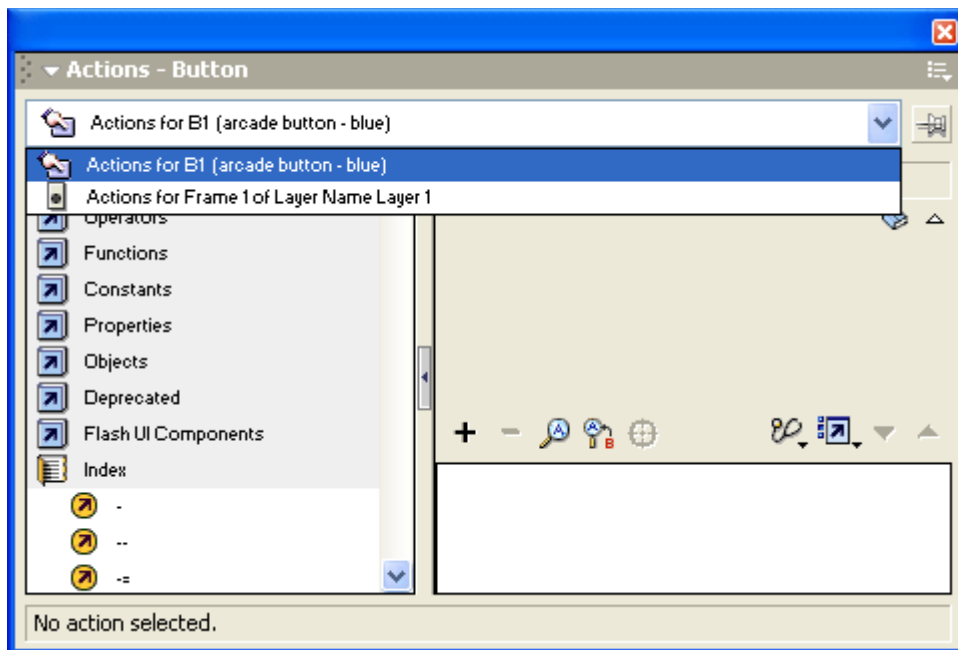 Actions - Button
Actions for B1 (arcade button - blue)
Actions for B1 (arcade button - blue)
Actions for Frame 1 of Layer Name Layer 1
Operators
Functions
Constants
Properties
Objects
Deprecated
Flash UI Components
Index
-
--
-=
No action selected.